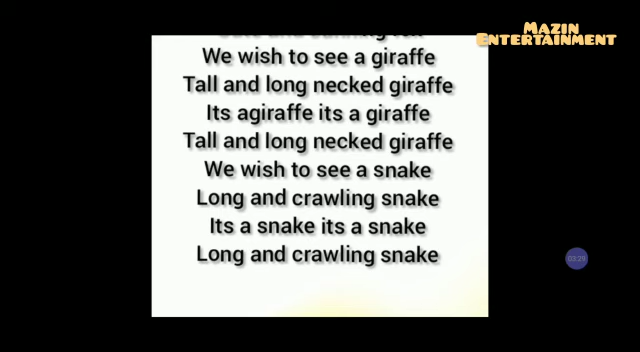 We wish to see a giraffe
Tall and long necked giraffe
Its agiraffe its a giraffe
Tall and long necked giraffe
We wish to see a snake
Long and crawling snake
Its a snake its a snake
Long and crawling snake
MAZIN
ENTERTAINMENT
03:29